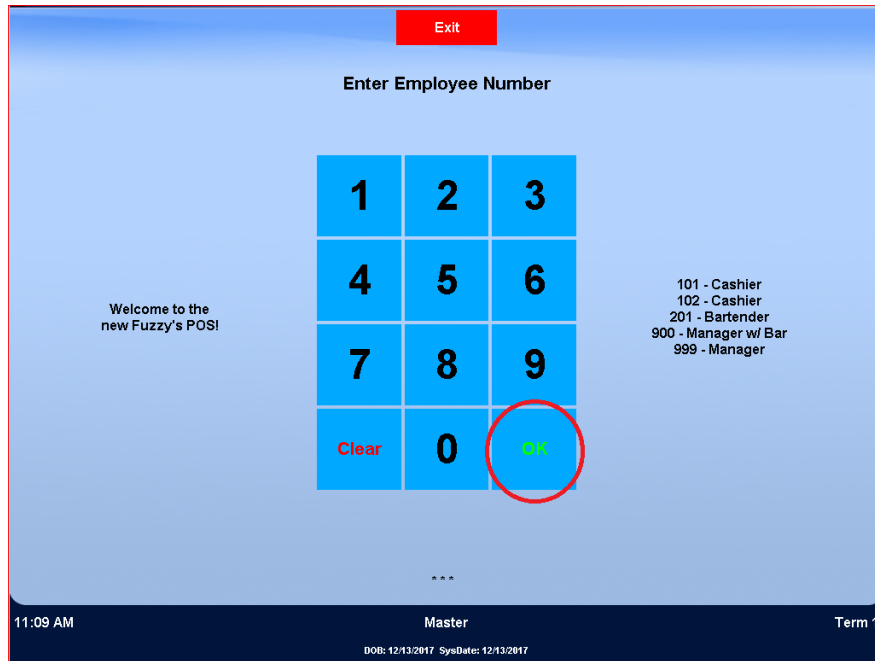 Exit
Enter Employee Number
1 2 3
4 5 6
7 8 9
Clear 0 OK
Welcome to the
new Fuzzy's POS!
101 - Cashier
102 - Cashier
201 - Bartender
900 - Manager w/ Bar
999 - Manager
* * *
11:09 AM Master Term 1
DOB: 12/13/2017 SysDate: 12/13/2017